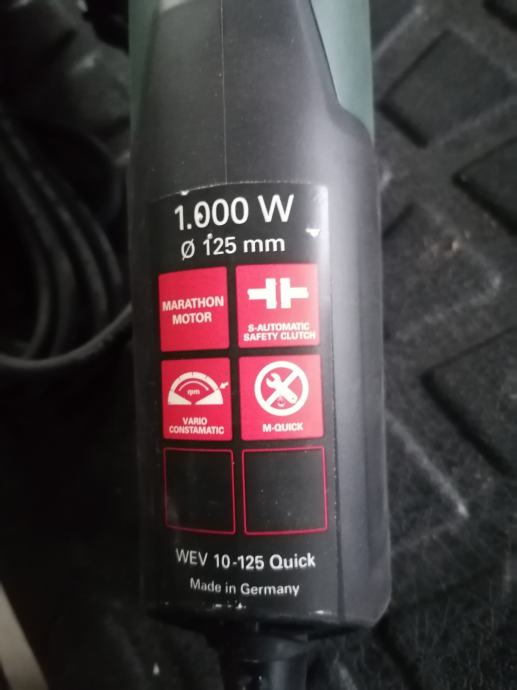 1.000 W
Ø 125 mm
MARATHON
MOTOR
S-AUTOMATIC
SAFETY CLUTCH
rpm
VARIO
CONSTAMATIC
M-QUICK
WEV 10-125 Quick
Made in Germany